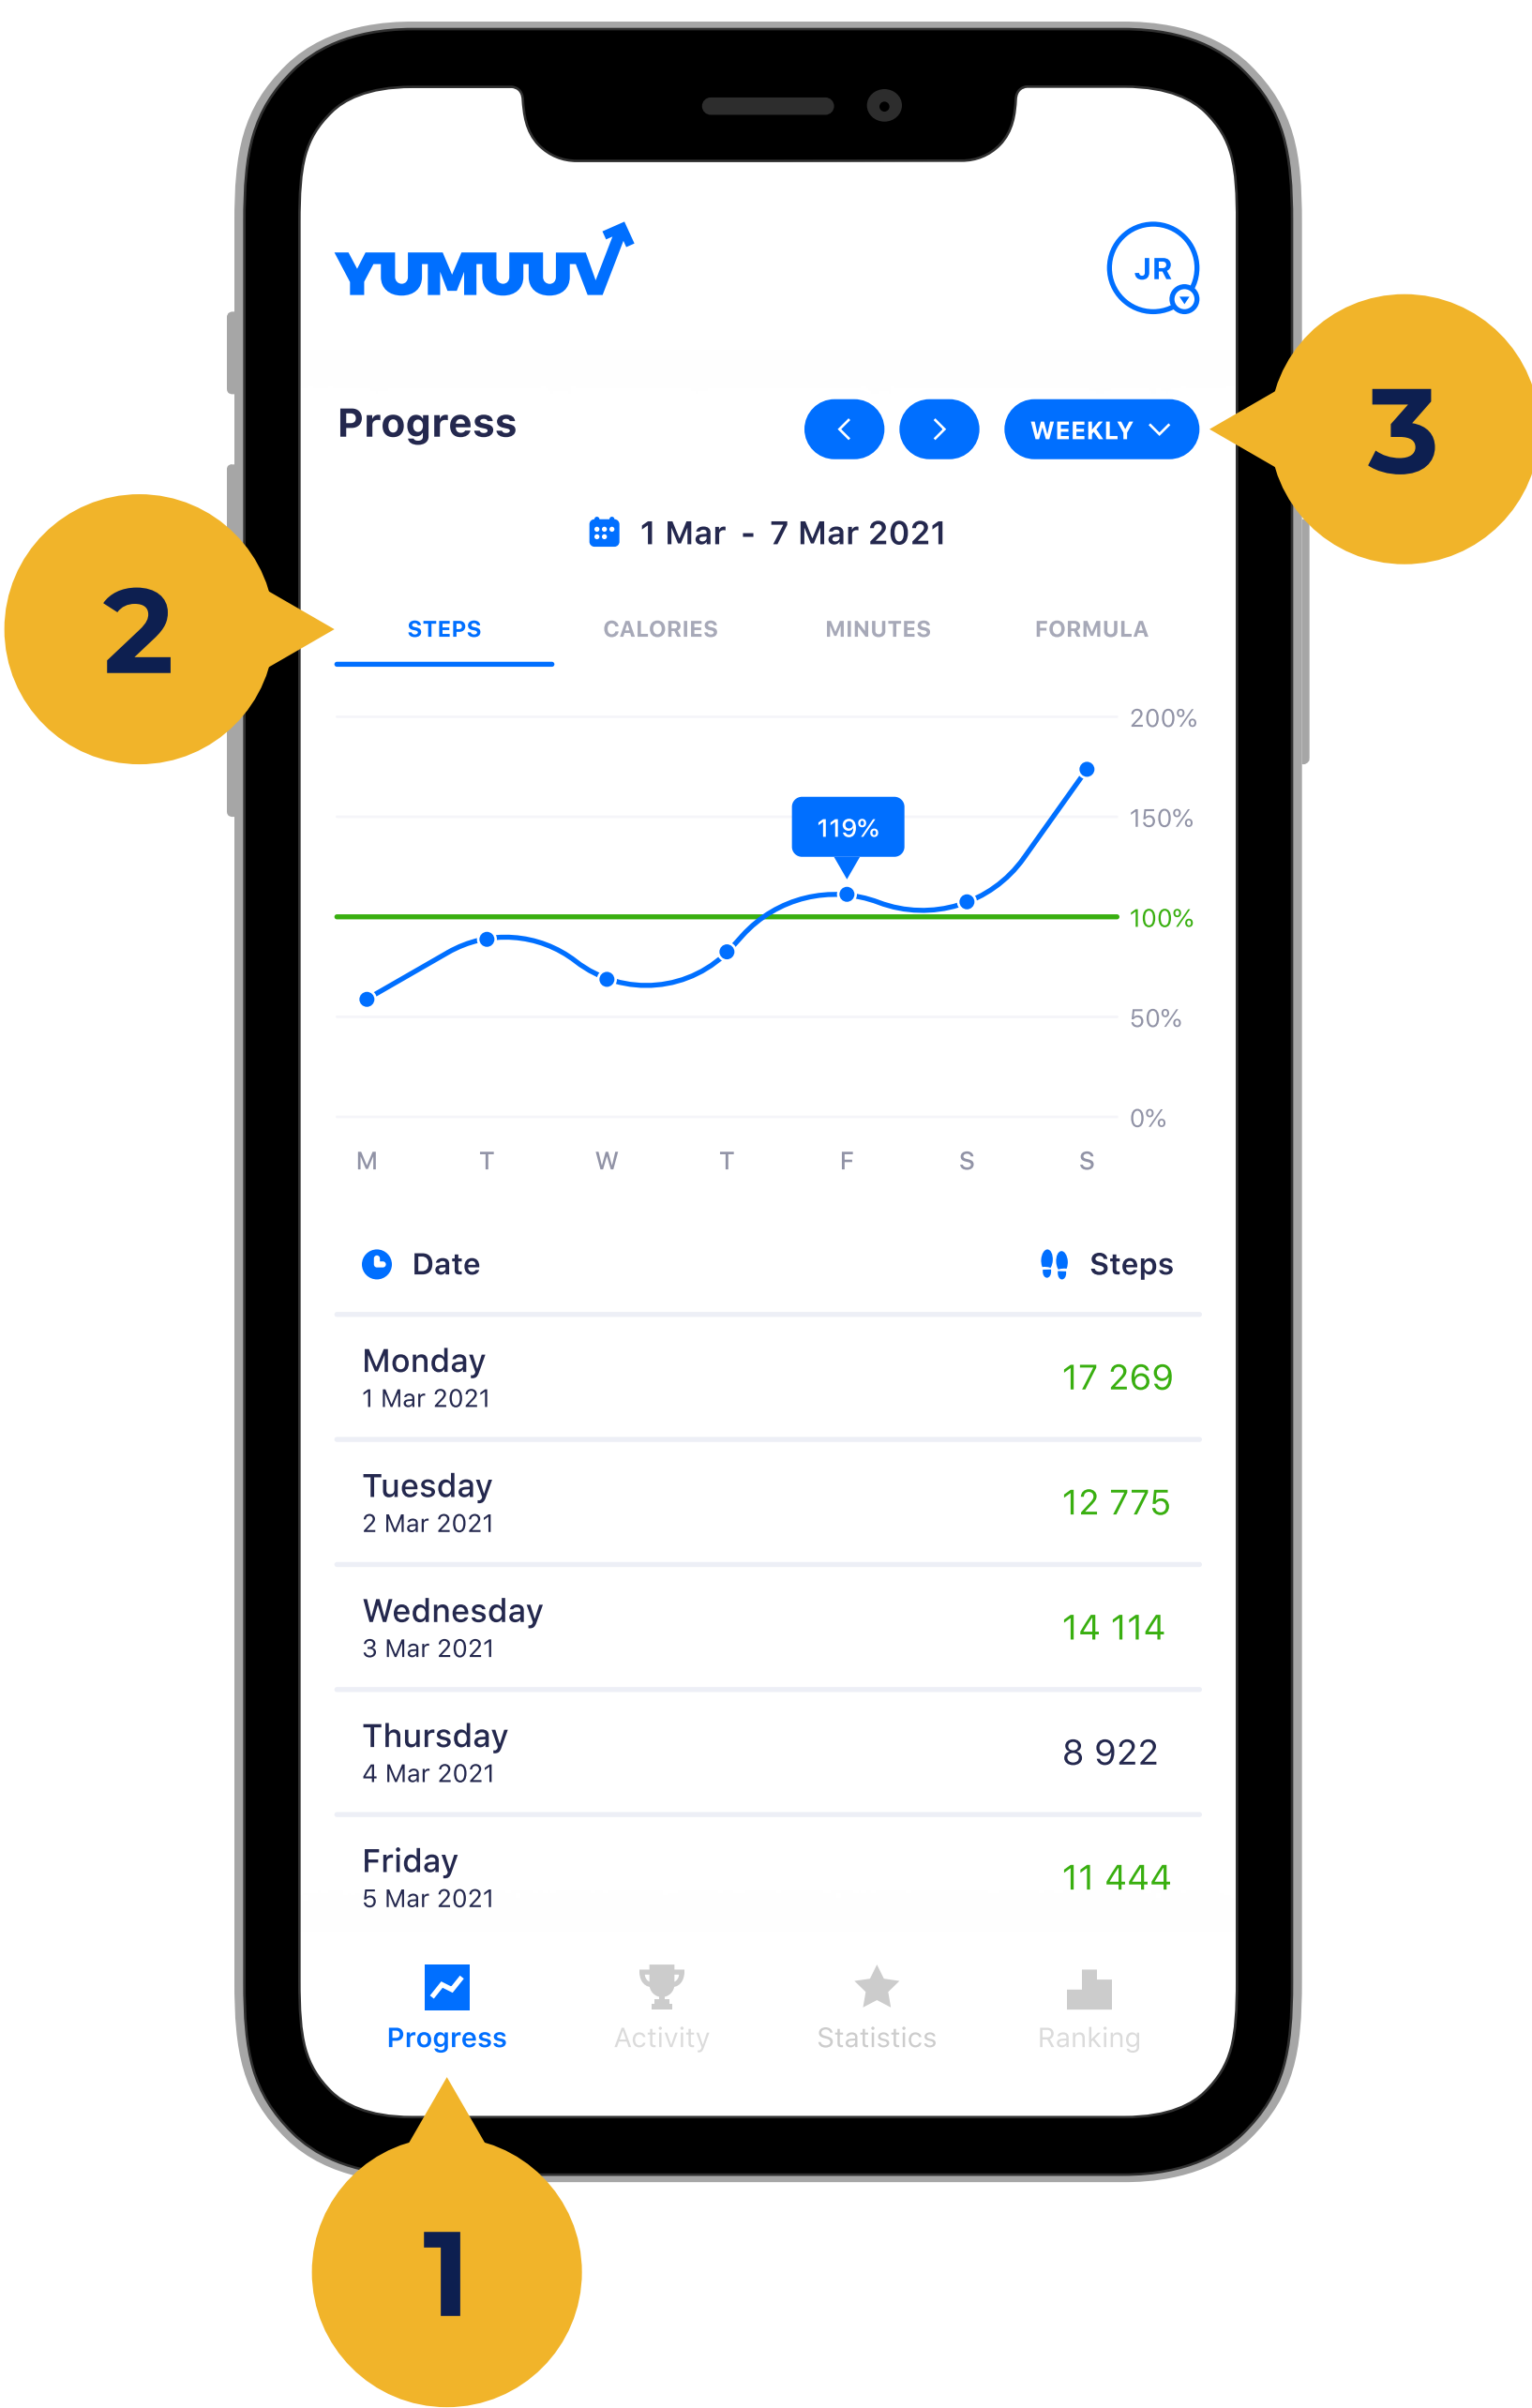 YUMUUV
JR
Progress
WEEKLY
3
1 Mar - 7 Mar 2021
2
STEPS CALORIES MINUTES FORMULA
200%
150%
119%
100%
50%
0%
M T W T F S S
Date Steps
Monday
1 Mar 2021
17 269
Tuesday
2 Mar 2021
12 775
Wednesday
3 Mar 2021
14 114
Thursday
4 Mar 2021
8 922
Friday
5 Mar 2021
11 444
Progress Activity Statistics Ranking
1